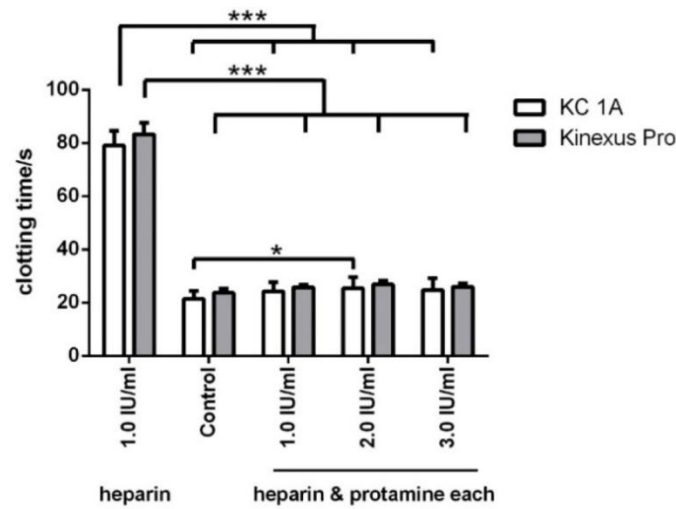 ***
***
100
80
60
40
20
0
clotting time/s
*
KC 1A
Kinexus Pro
1.0 IU/ml
Control
1.0 IU/ml
2.0 IU/ml
3.0 IU/ml
heparin
heparin & protamine each